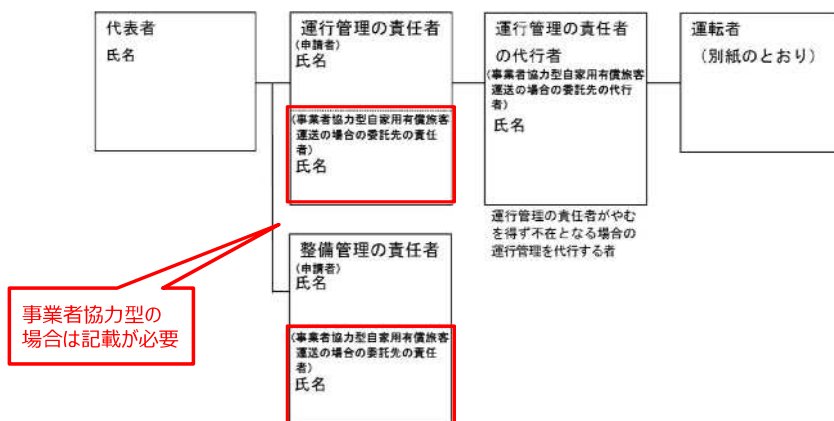 代表者
氏名
運行管理の責任者
(申請者)
氏名
(事業者協力型自家用有償旅客
運送の場合の委託先の責任
者)
氏名
運行管理の責任者
の代行者
(事業者協力型自家用有償旅客
運送の場合の委託先の代行
者)
氏名
運転者
(別紙のとおり)
運行管理の責任者がやむ
を得ず不在となる場合の
運行管理を代行する者
整備管理の責任者
(申請者)
氏名
(事業者協力型自家用有償旅客
運送の場合の委託先の責任
者)
氏名
事業者協力型の
場合は記載が必要